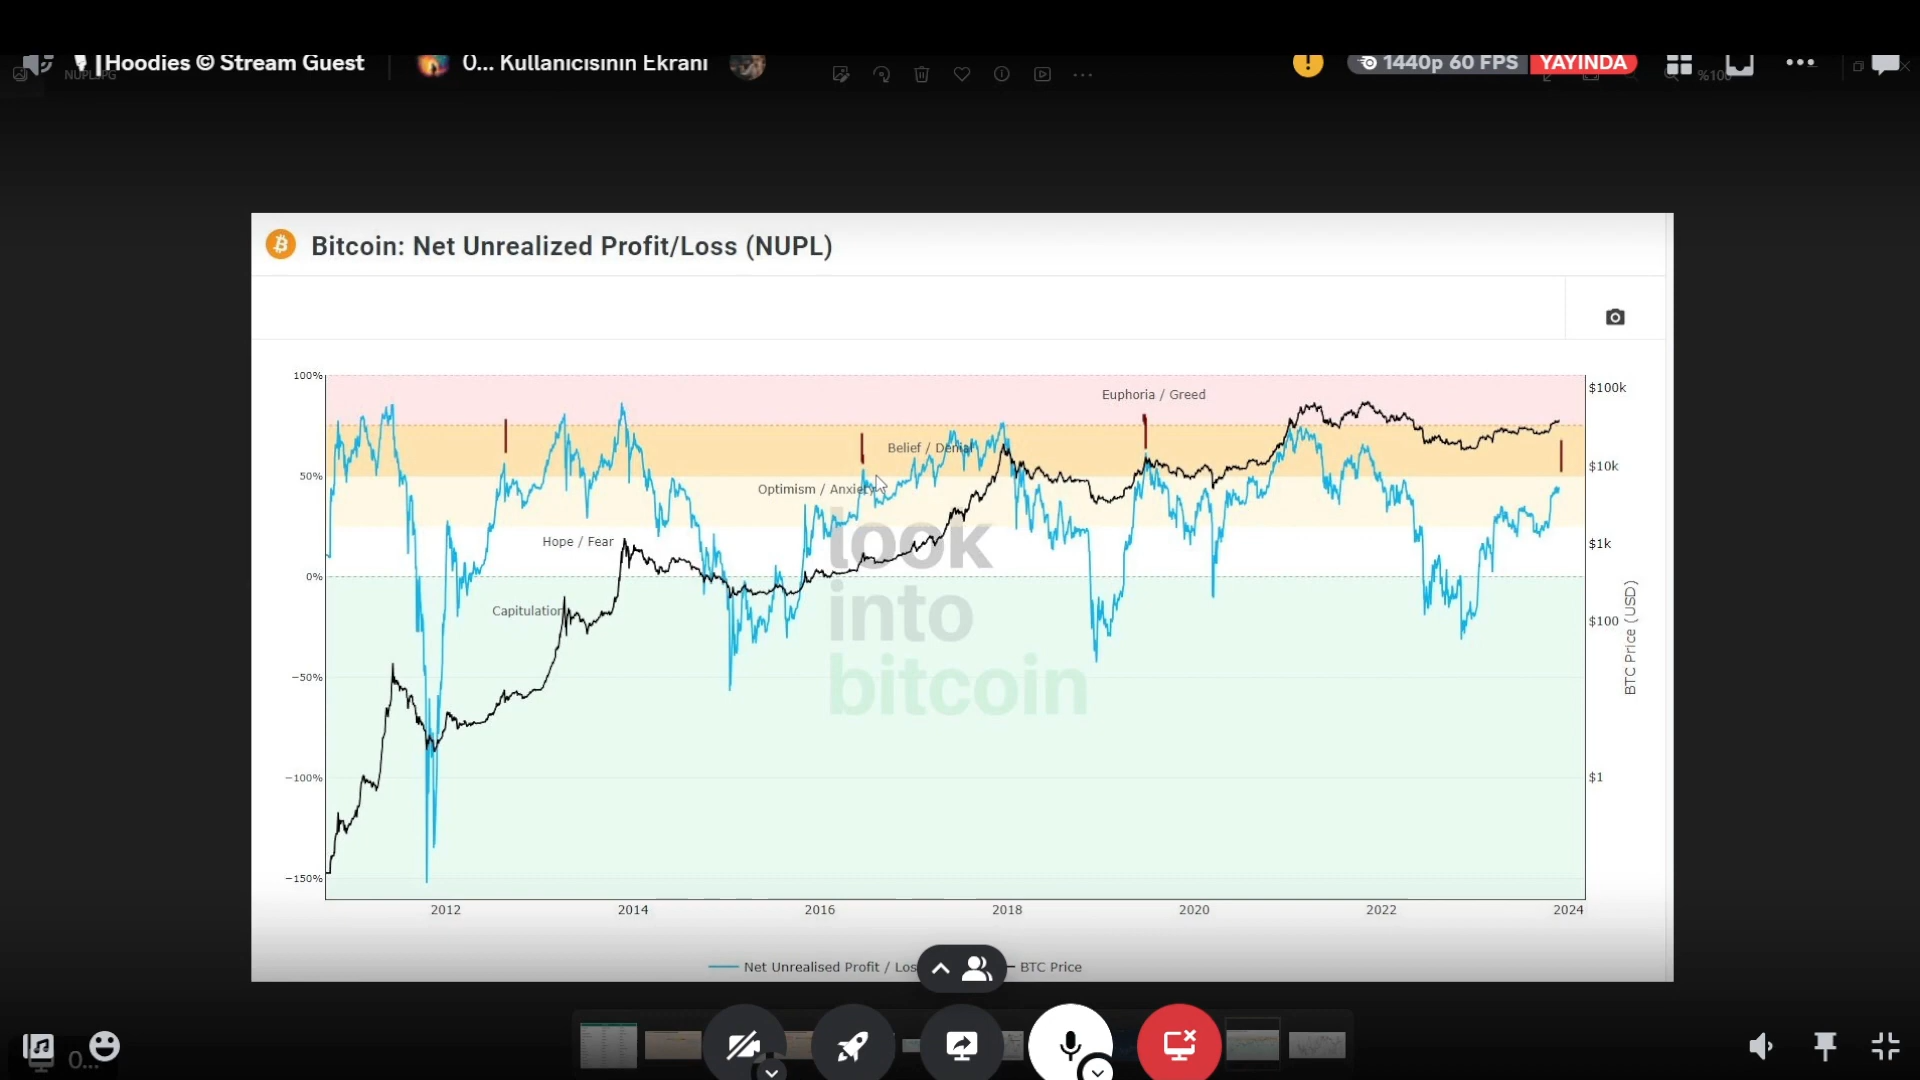 Hoodies © Stream Guest
O... Kullanıcısının Ekranı
1440p 60 FPS
YAYINDA
%100
Bitcoin: Net Unrealized Profit/Loss (NUPL)
100%
50%
0%
−50%
−100%
−150%
Euphoria / Greed
Belief / Denial
Optimism / Anxiety
Hope / Fear
Capitulation
look
into
bitcoin
$100k
$10k
$1k
$100
$1
BTC Price (USD)
2012
2014
2016
2018
2020
2022
2024
Net Unrealised Profit / Los
BTC Price
O...